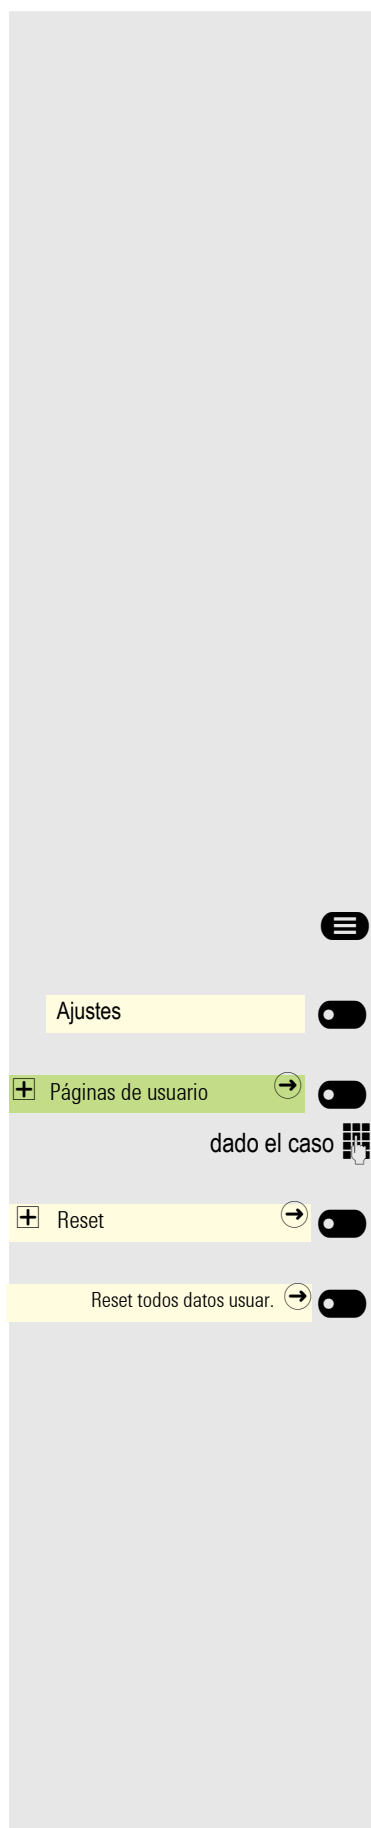 Ajustes
Páginas de usuario
dado el caso
Reset
Reset todos datos usuar.